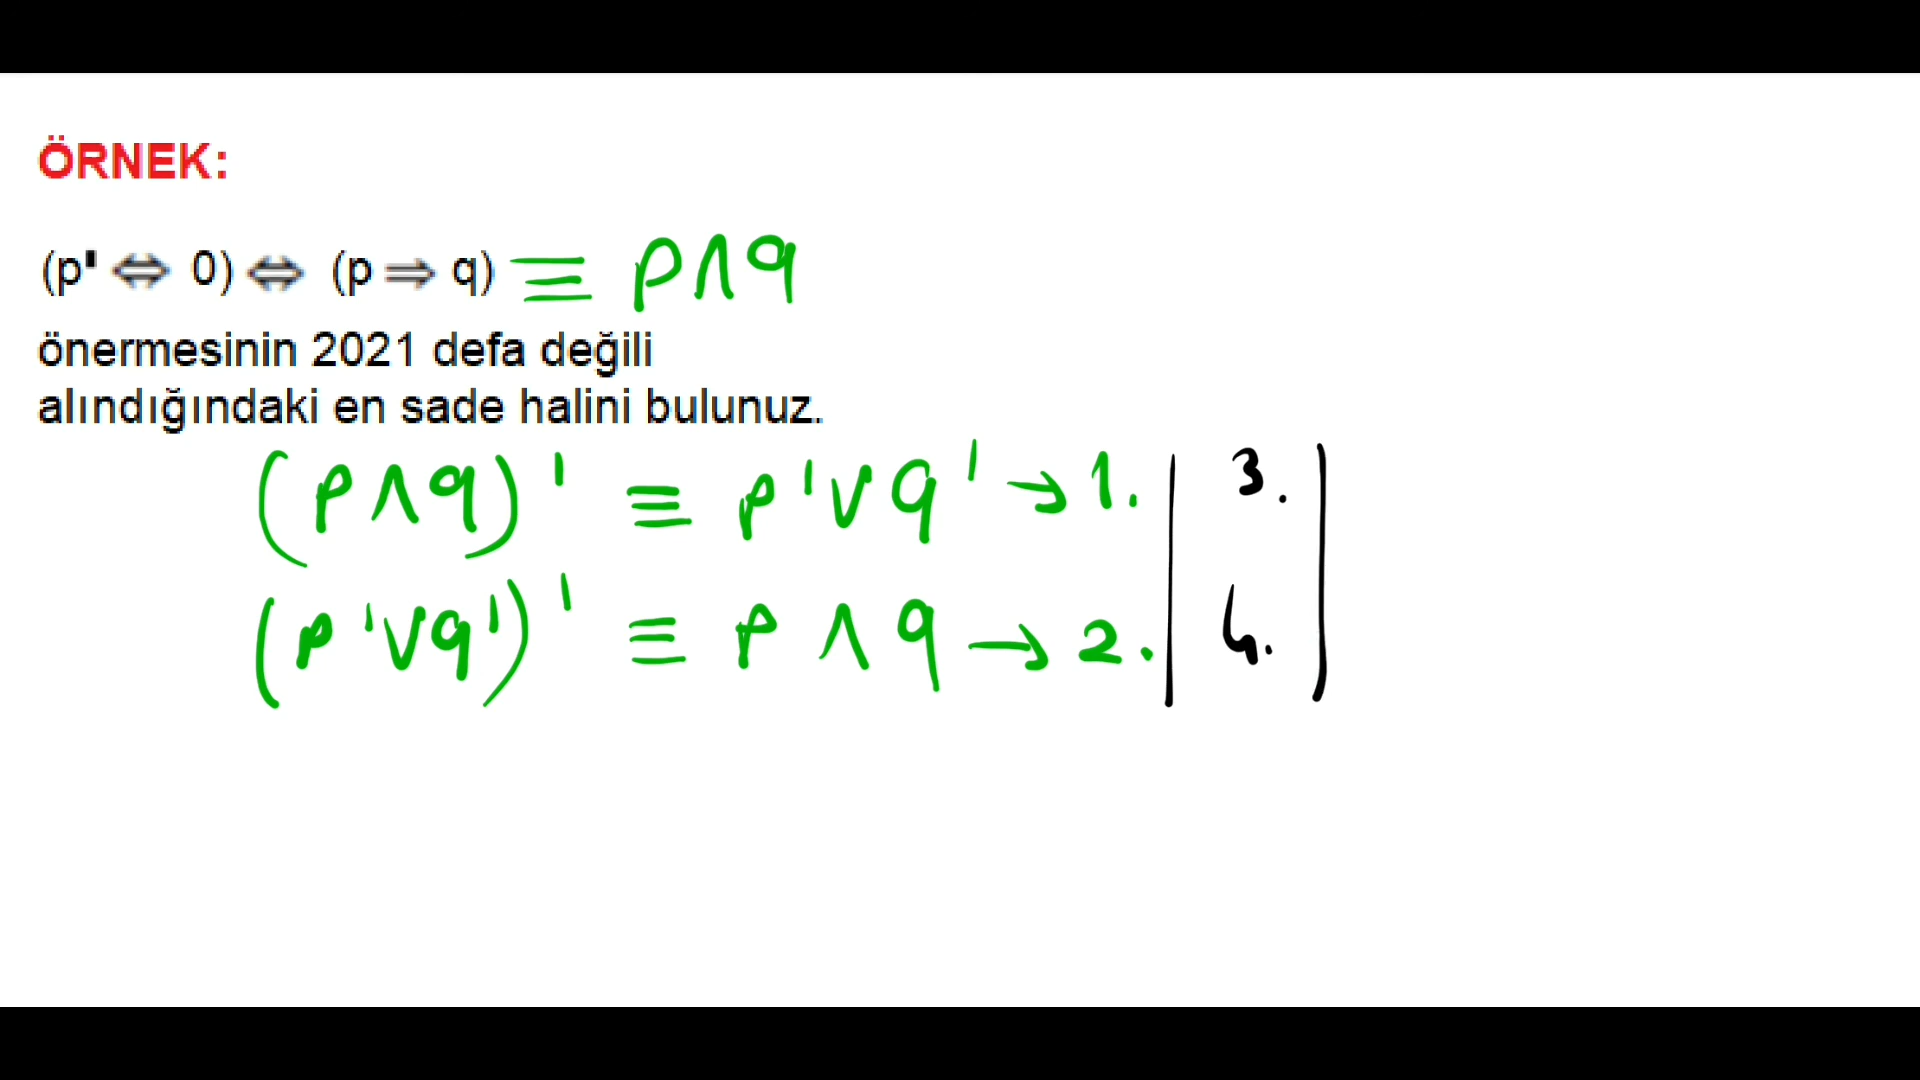 ÖRNEK:
(p' ⇔ 0) ⇔ (p ⇒ q) ≡ p∧q
önermesinin 2021 defa değili
alındığındaki en sade halini bulunuz.
(p∧q)' ≡ p'∨q' → 1. | 3. |
(p'∨q')' ≡ p∧q → 2. | 4. |